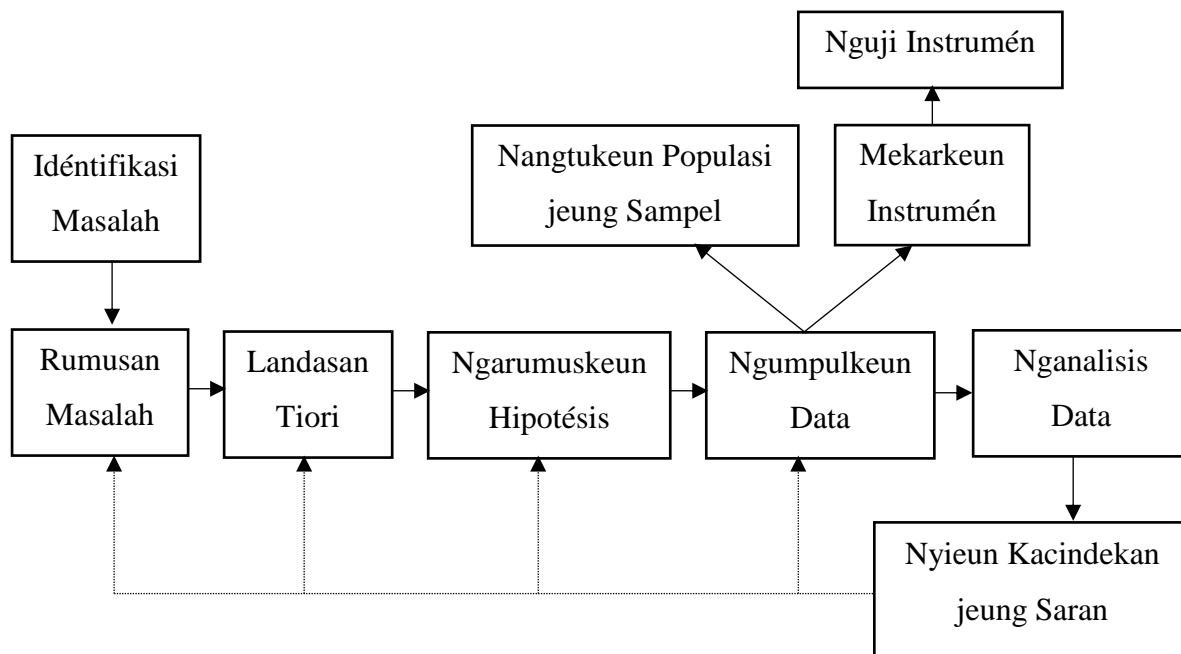 Nguji Instrumén
Idéntifikasi
Masalah
Nangtukeun Populasi
jeung Sampel
Mekarkeun
Instrumén
Rumusan
Masalah
Landasan
Tiori
Ngarumuskeun
Hipotésis
Ngumpulkeun
Data
Nganalisis
Data
Nyieun Kacindekan
jeung Saran